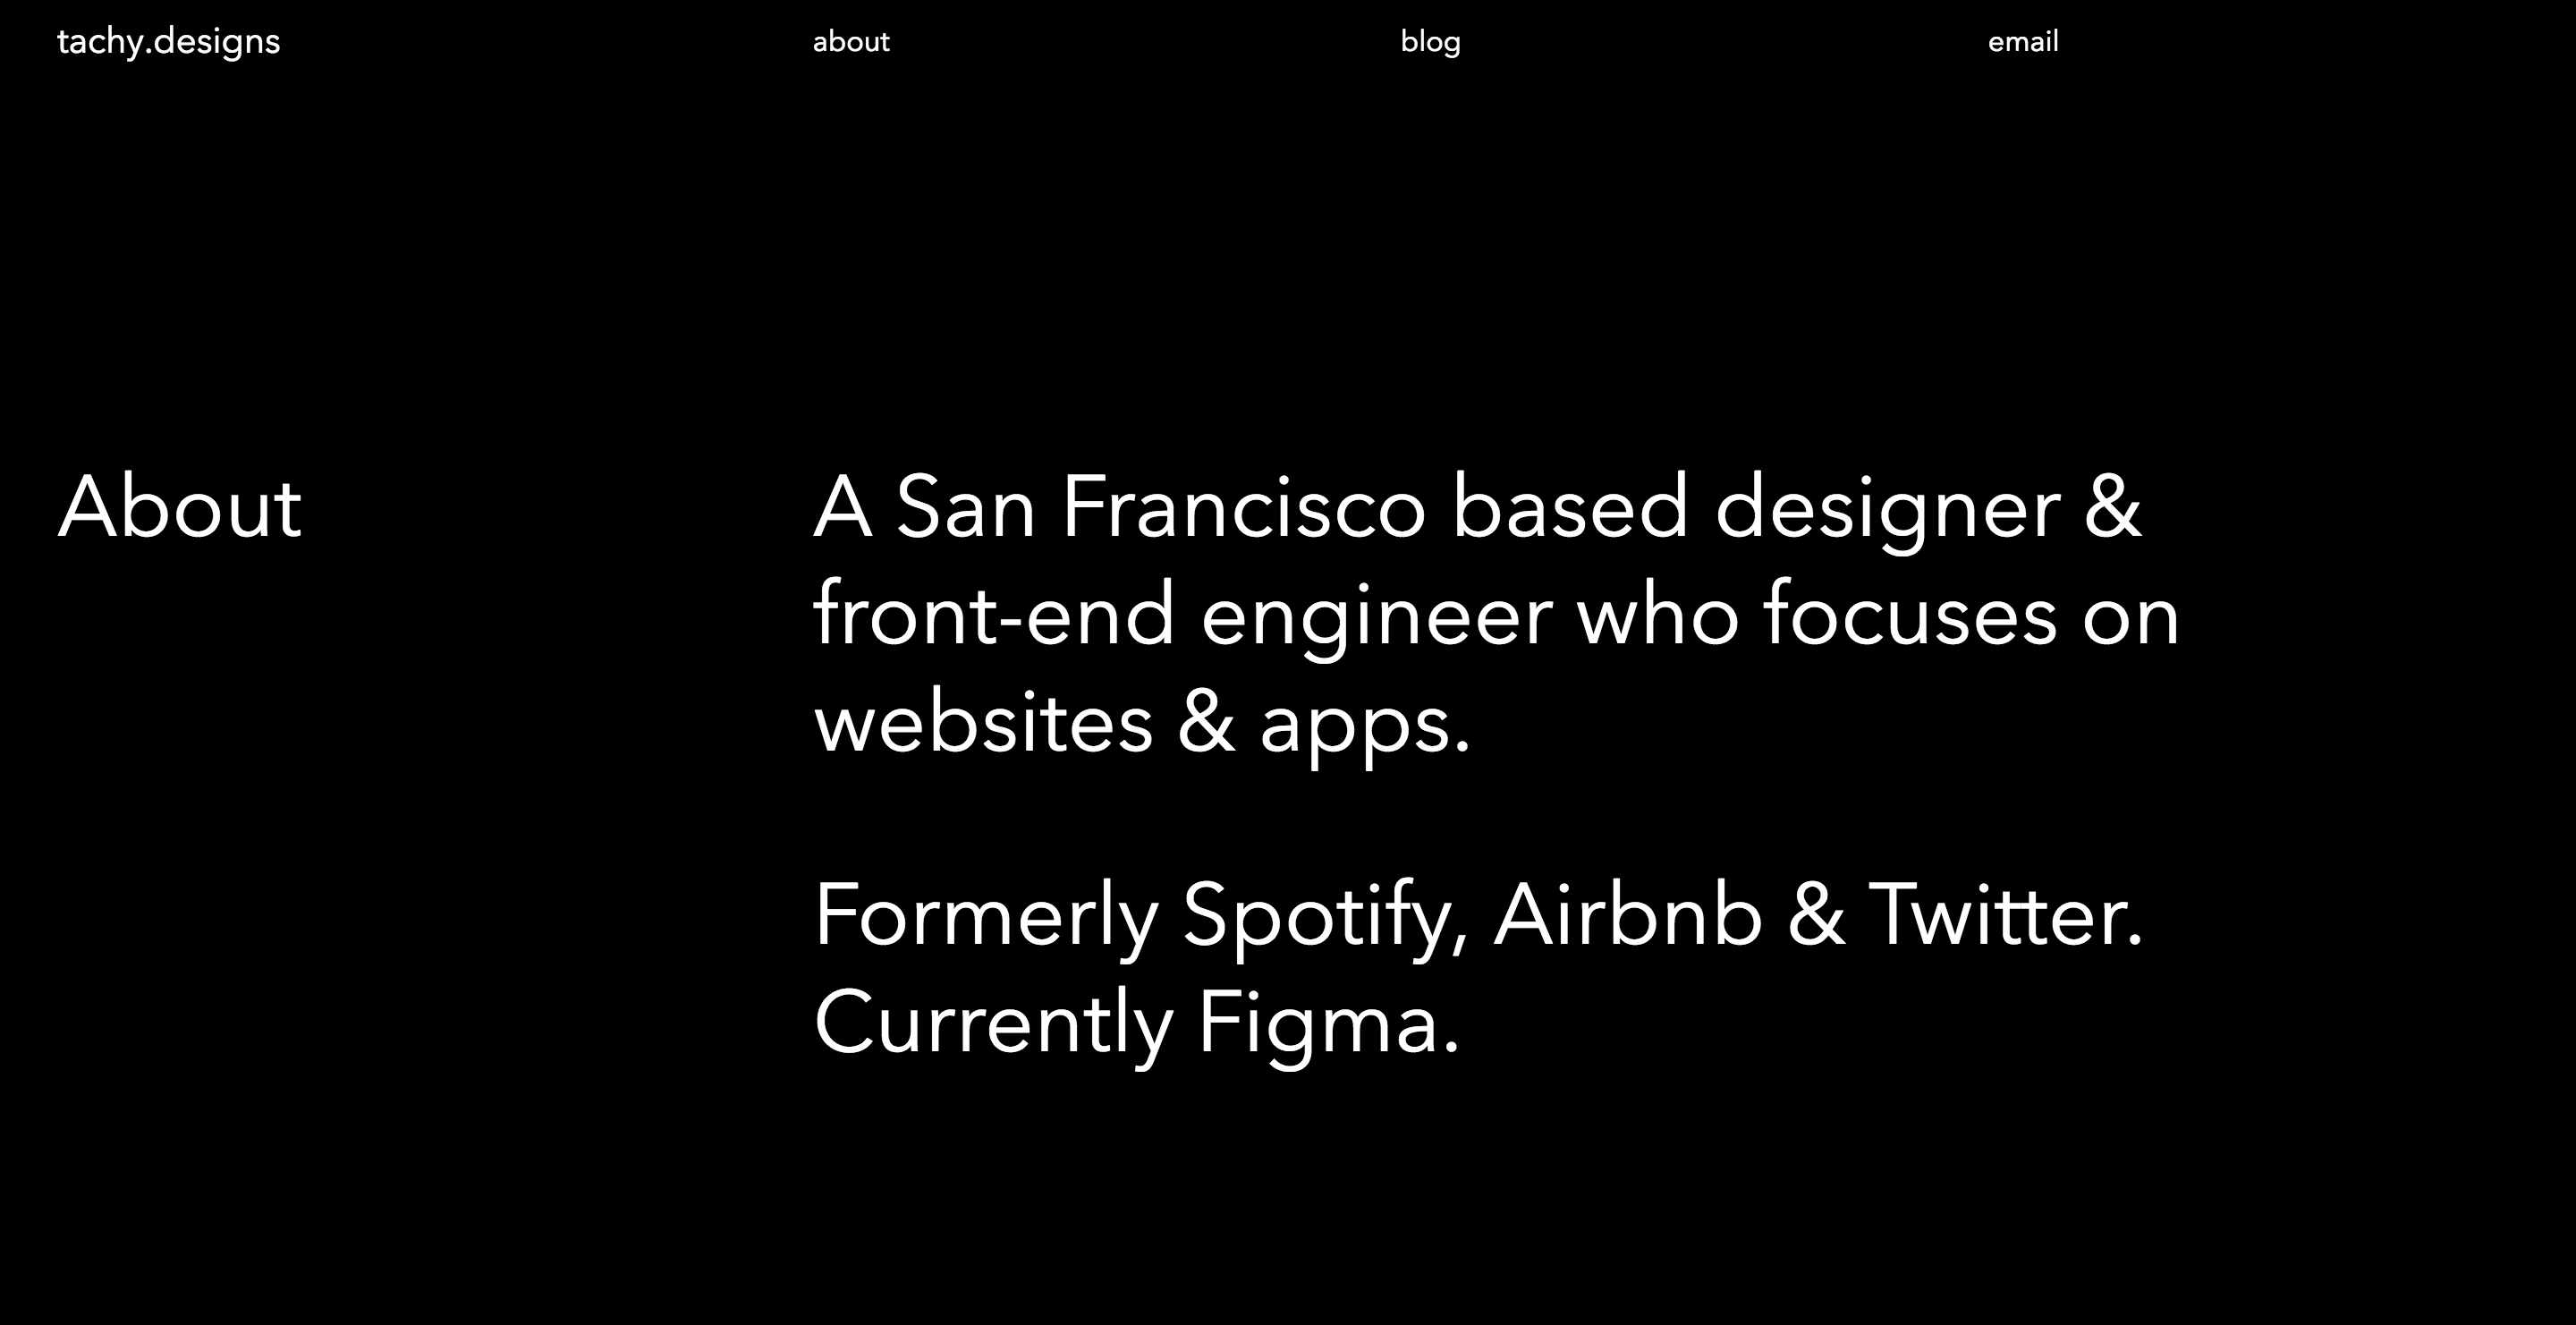 tachy.designs
about
blog
email
About
A San Francisco based designer &
front-end engineer who focuses on
websites & apps.
Formerly Spotify, Airbnb & Twitter.
Currently Figma.